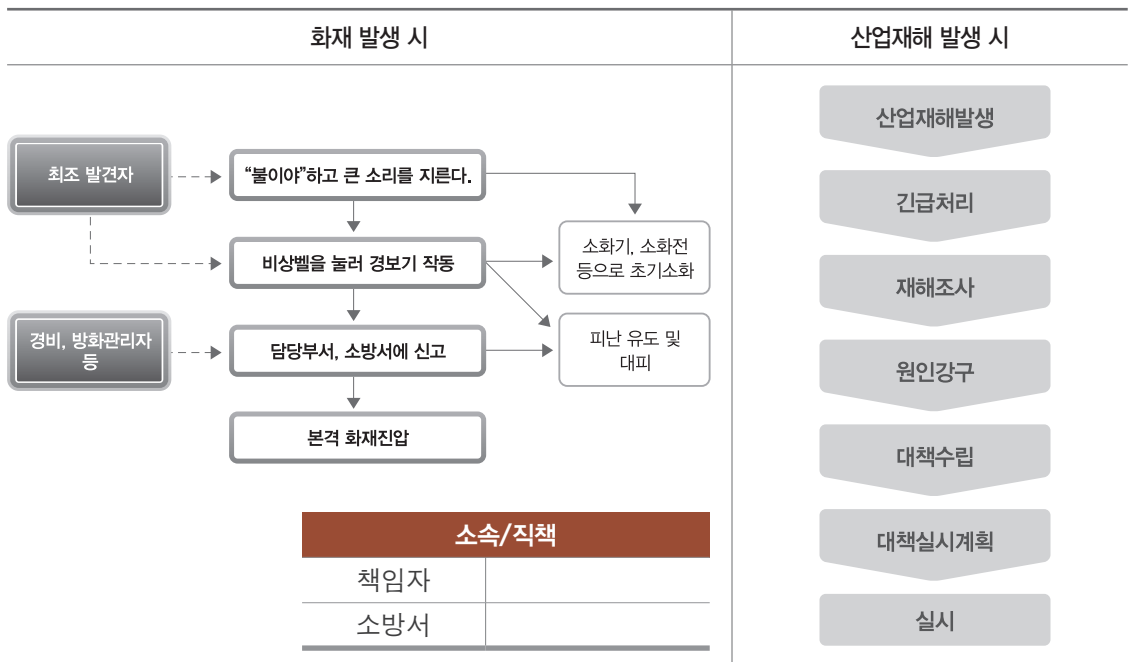 화재 발생 시
산업재해 발생 시
최조 발견자
“불이야”하고 큰 소리를 지른다.
비상벨을 눌러 경보기 작동
소화기, 소화전
등으로 초기소화
경비, 방화관리자
등
담당부서, 소방서에 신고
피난 유도 및
대피
본격 화재진압
소속/직책
책임자
소방서
산업재해발생
긴급처리
재해조사
원인강구
대책수립
대책실시계획
실시